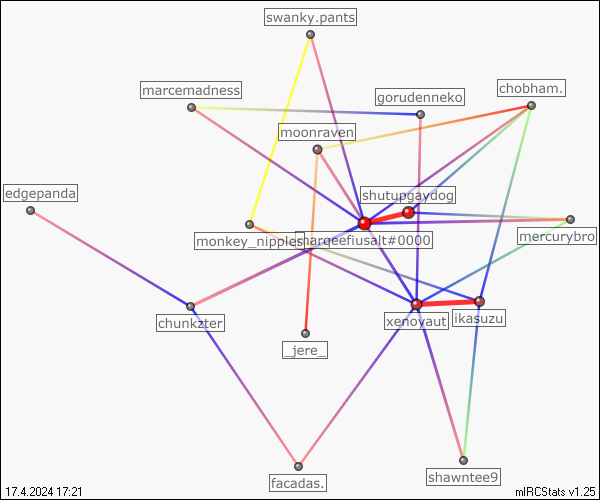 swanky.pants
marcemadness
gorudenneko
chobham.
moonraven
edgepanda
shutupgaydog
monkey_nipples
marjeefiusalt#0000
mercurybro
chunkzter
xenoyaut
ikasuzu
_jere_
facadas.
shawntee9
17.4.2024 17:21
mIRCStats v1.25